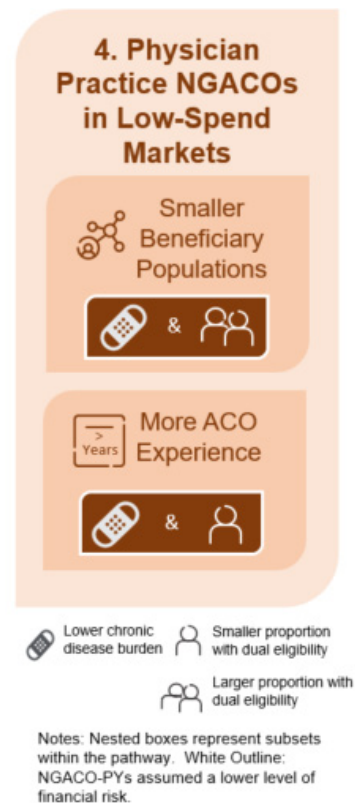 4. Physician
Practice NGACOs
in Low-Spend
Markets
Smaller
Beneficiary
Populations
&
>
Years
More ACO
Experience
&
Lower chronic
disease burden
Smaller proportion
with dual eligibility
Larger proportion with
dual eligibility
Notes: Nested boxes represent subsets
within the pathway. White Outline:
NGACO-PYs assumed a lower level of
financial risk.